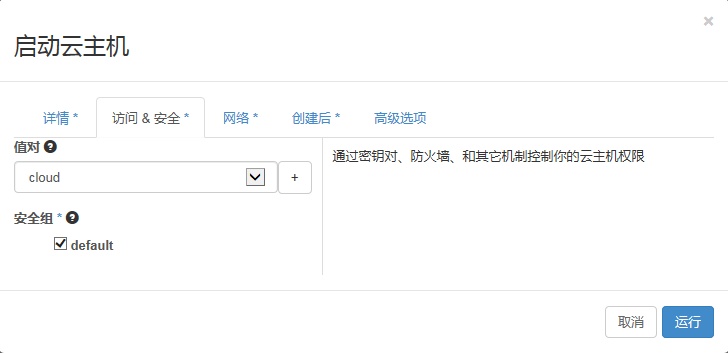 ×
启动云主机
详情 * 访问 & 安全 * 网络 * 创建后 * 高级选项
值对 ?
cloud +
通过密钥对、防火墙、和其它机制控制你的云主机权限
安全组 * ?
default
取消 运行